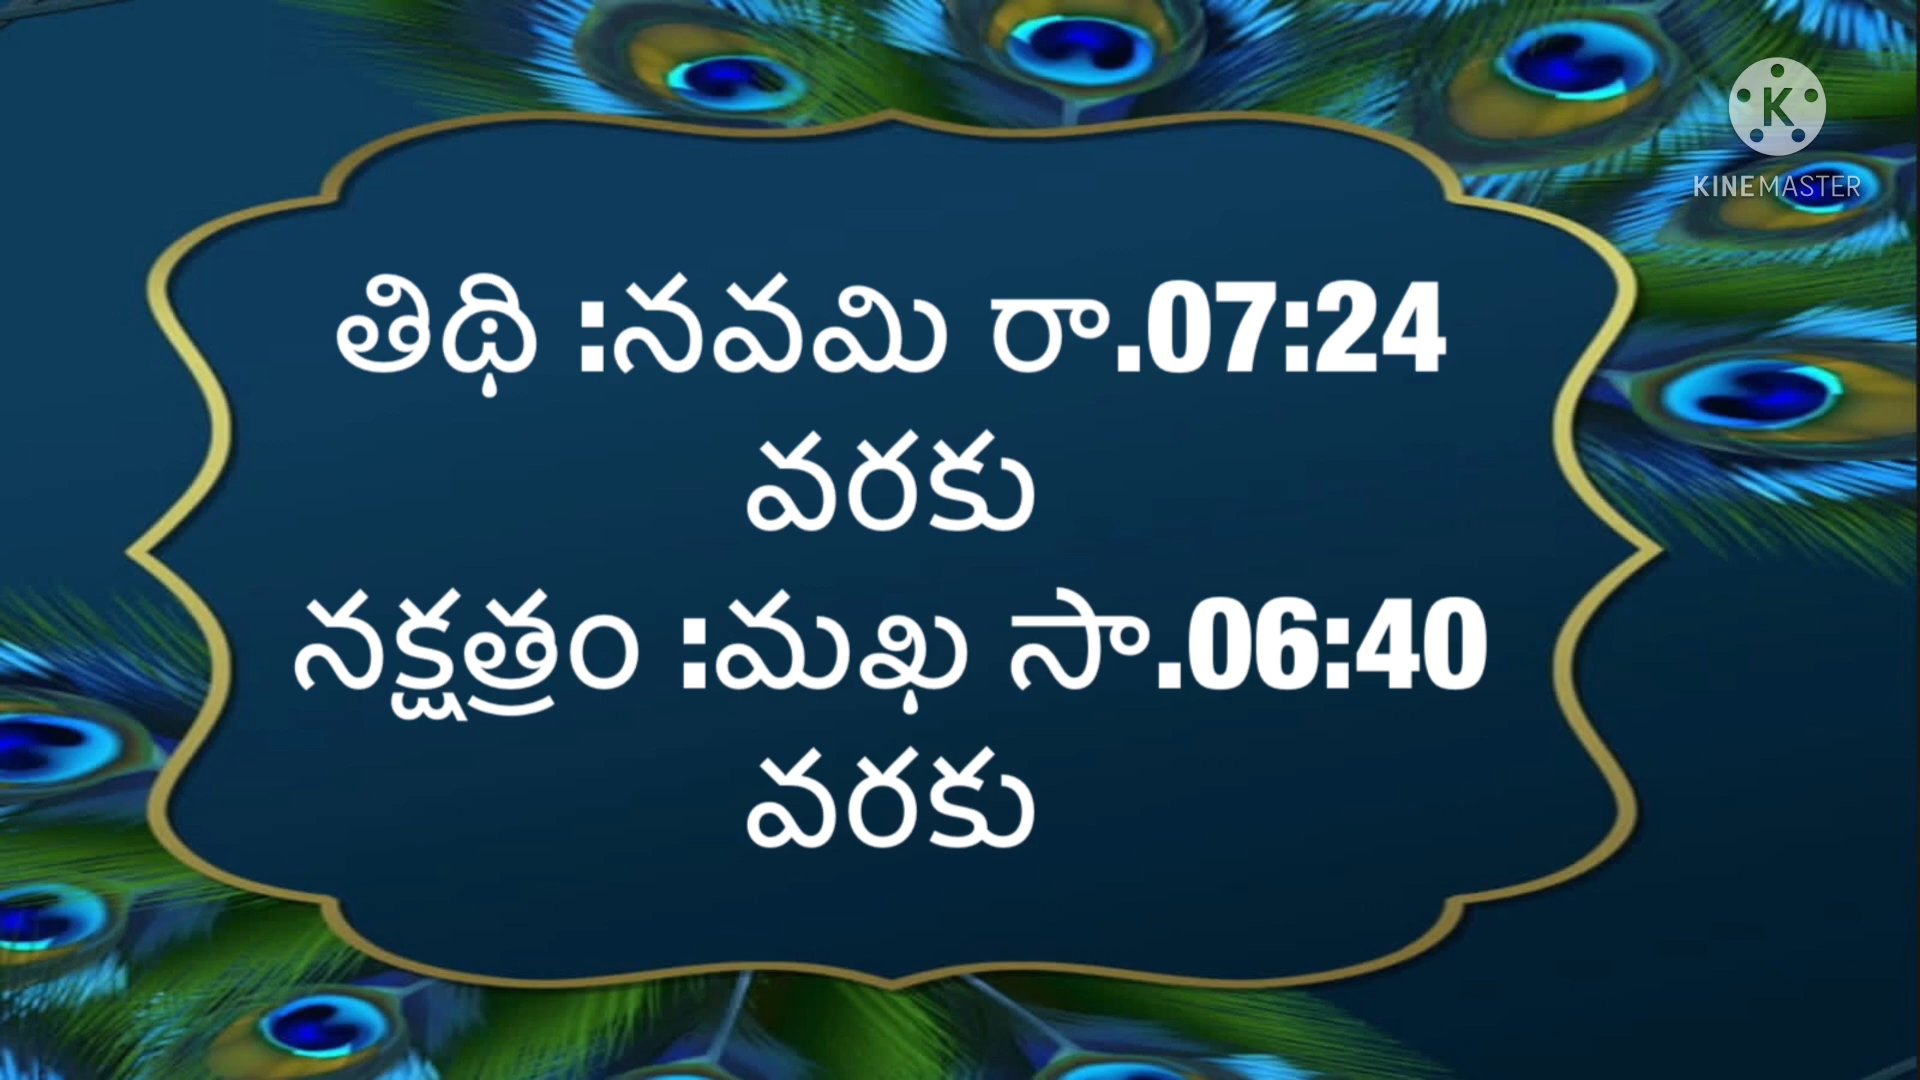 తిథి :నవమి రా.07:24
వరకు
నక్షత్రం :మఖ సా.06:40
వరకు
K
KINEMASTER